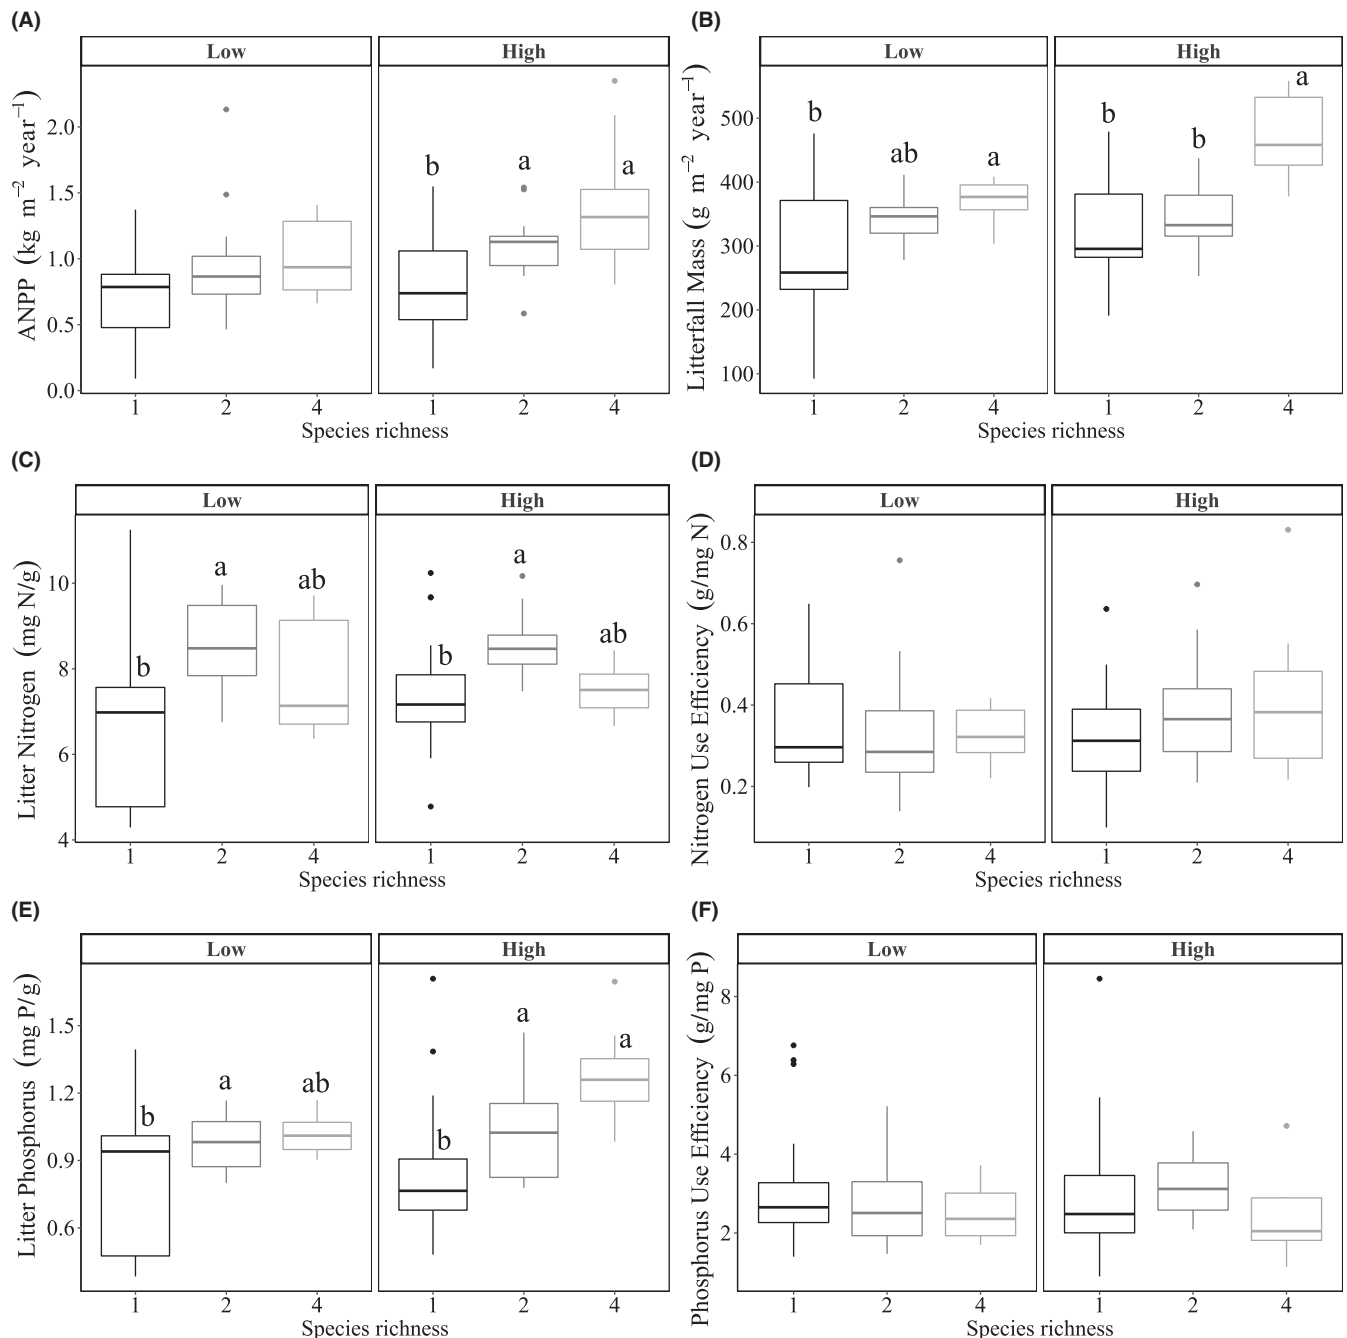 (A)
Low High
ANPP (kg m⁻² year⁻¹)
2.0
1.5
1.0
0.5
0.0
b a a
1 2 4 1 2 4
Species richness
(B)
Low High
Litterfall Mass (g m⁻² year⁻¹)
500
400
300
200
100
b ab a b b a
1 2 4 1 2 4
Species richness
(C)
Low High
Litter Nitrogen (mg N/g)
10
8
6
4
b a ab b a ab
1 2 4 1 2 4
Species richness
(D)
Low High
Nitrogen Use Efficiency (g/mg N)
0.8
0.6
0.4
0.2
1 2 4 1 2 4
Species richness
(E)
Low High
Litter Phosphorus (mg P/g)
1.5
1.2
0.9
0.6
b a ab b a a
1 2 4 1 2 4
Species richness
(F)
Low High
Phosphorus Use Efficiency (g/mg P)
8
6
4
2
1 2 4 1 2 4
Species richness